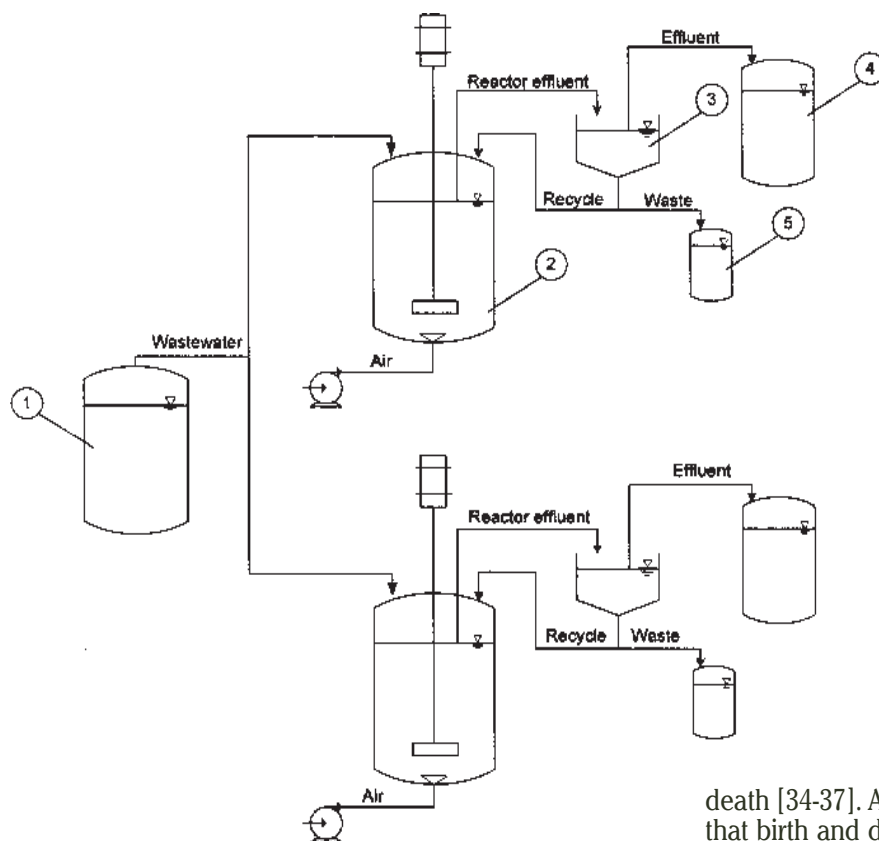 Effluent
Reactor effluent
4
3
Recycle
Waste
5
2
Wastewater
Air
1
Effluent
Reactor effluent
Recycle
Waste
Air
death [34-37]. A
that birth and d